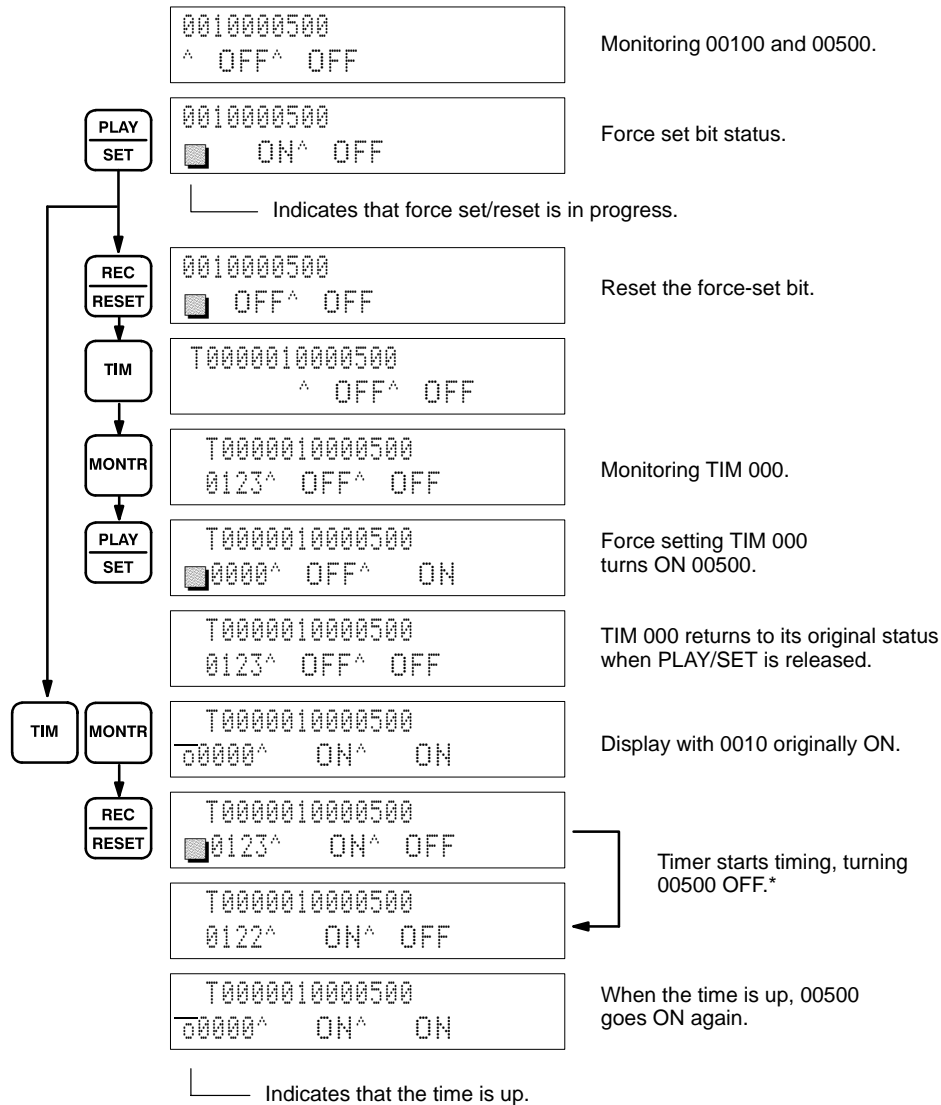 0010000500
^ OFF^ OFF
Monitoring 00100 and 00500.
PLAY
SET
0010000500
ON^ OFF
Force set bit status.
Indicates that force set/reset is in progress.
REC
RESET
0010000500
OFF^ OFF
Reset the force-set bit.
TIM
T0000010000500
^ OFF^ OFF
MONTR
T0000010000500
0123^ OFF^ OFF
Monitoring TIM 000.
PLAY
SET
T0000010000500
0000^ OFF^ ON
Force setting TIM 000
turns ON 00500.
T0000010000500
0123^ OFF^ OFF
TIM 000 returns to its original status
when PLAY/SET is released.
TIM
MONTR
T0000010000500
o0000^ ON^ ON
Display with 0010 originally ON.
REC
RESET
T0000010000500
0123^ ON^ OFF
Timer starts timing, turning
00500 OFF.*
T0000010000500
0122^ ON^ OFF
T0000010000500
o0000^ ON^ ON
When the time is up, 00500
goes ON again.
Indicates that the time is up.